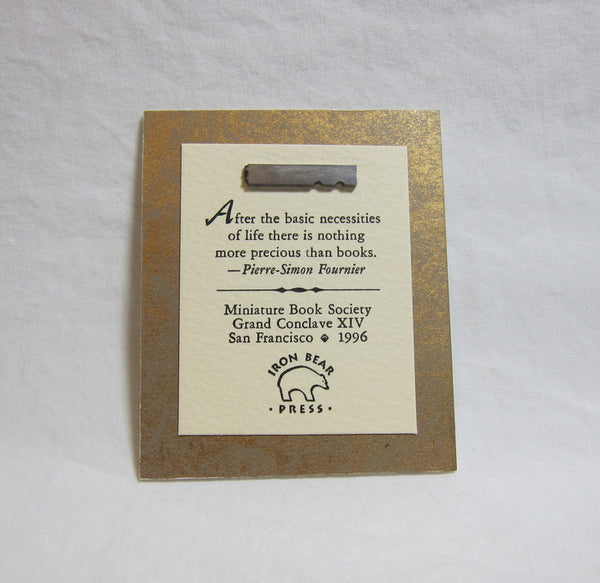 After the basic necessities
of life there is nothing
more precious than books.
—Pierre-Simon Fournier
Miniature Book Society
Grand Conclave XIV
San Francisco ◈ 1996
IRON BEAR
· PRESS ·